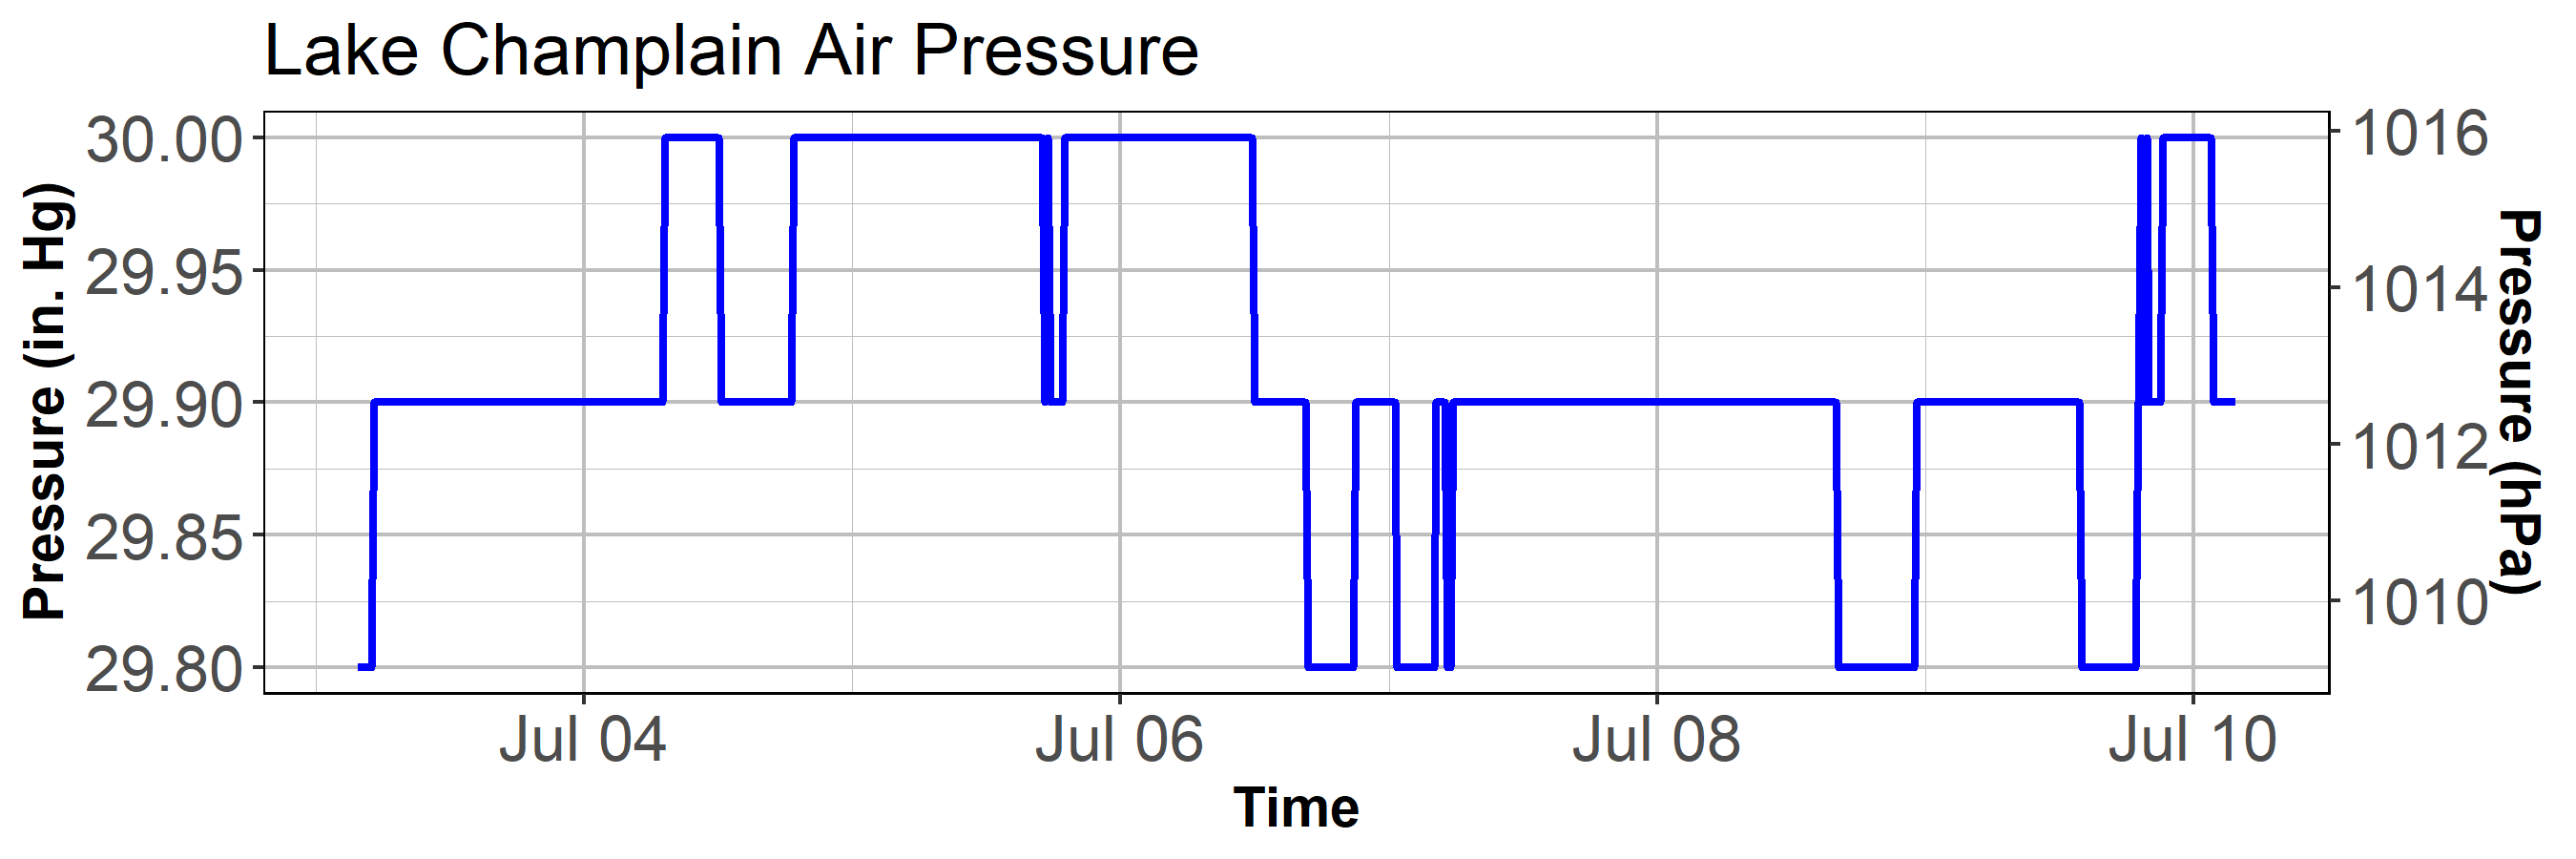 Lake Champlain Air Pressure
Pressure (in. Hg)
30.00
29.95
29.90
29.85
29.80
1016
1014
1012
1010
Pressure (hPa)
Jul 04
Jul 06
Jul 08
Jul 10
Time